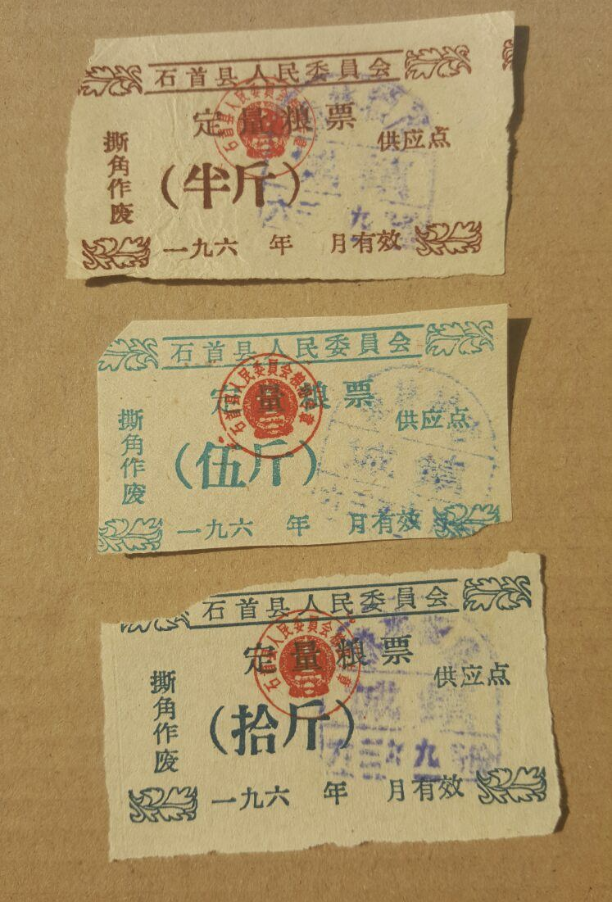 石首县人民委員会
定量粮票
供应点
撕角作废
(半斤)
一九六 年 月有效
石首县人民委員会
定量粮票
供应点
撕角作废
(伍斤)
一九六 年 月有效
石首县人民委員会
定量粮票
供应点
撕角作废
(拾斤)
一九六 年 月有效